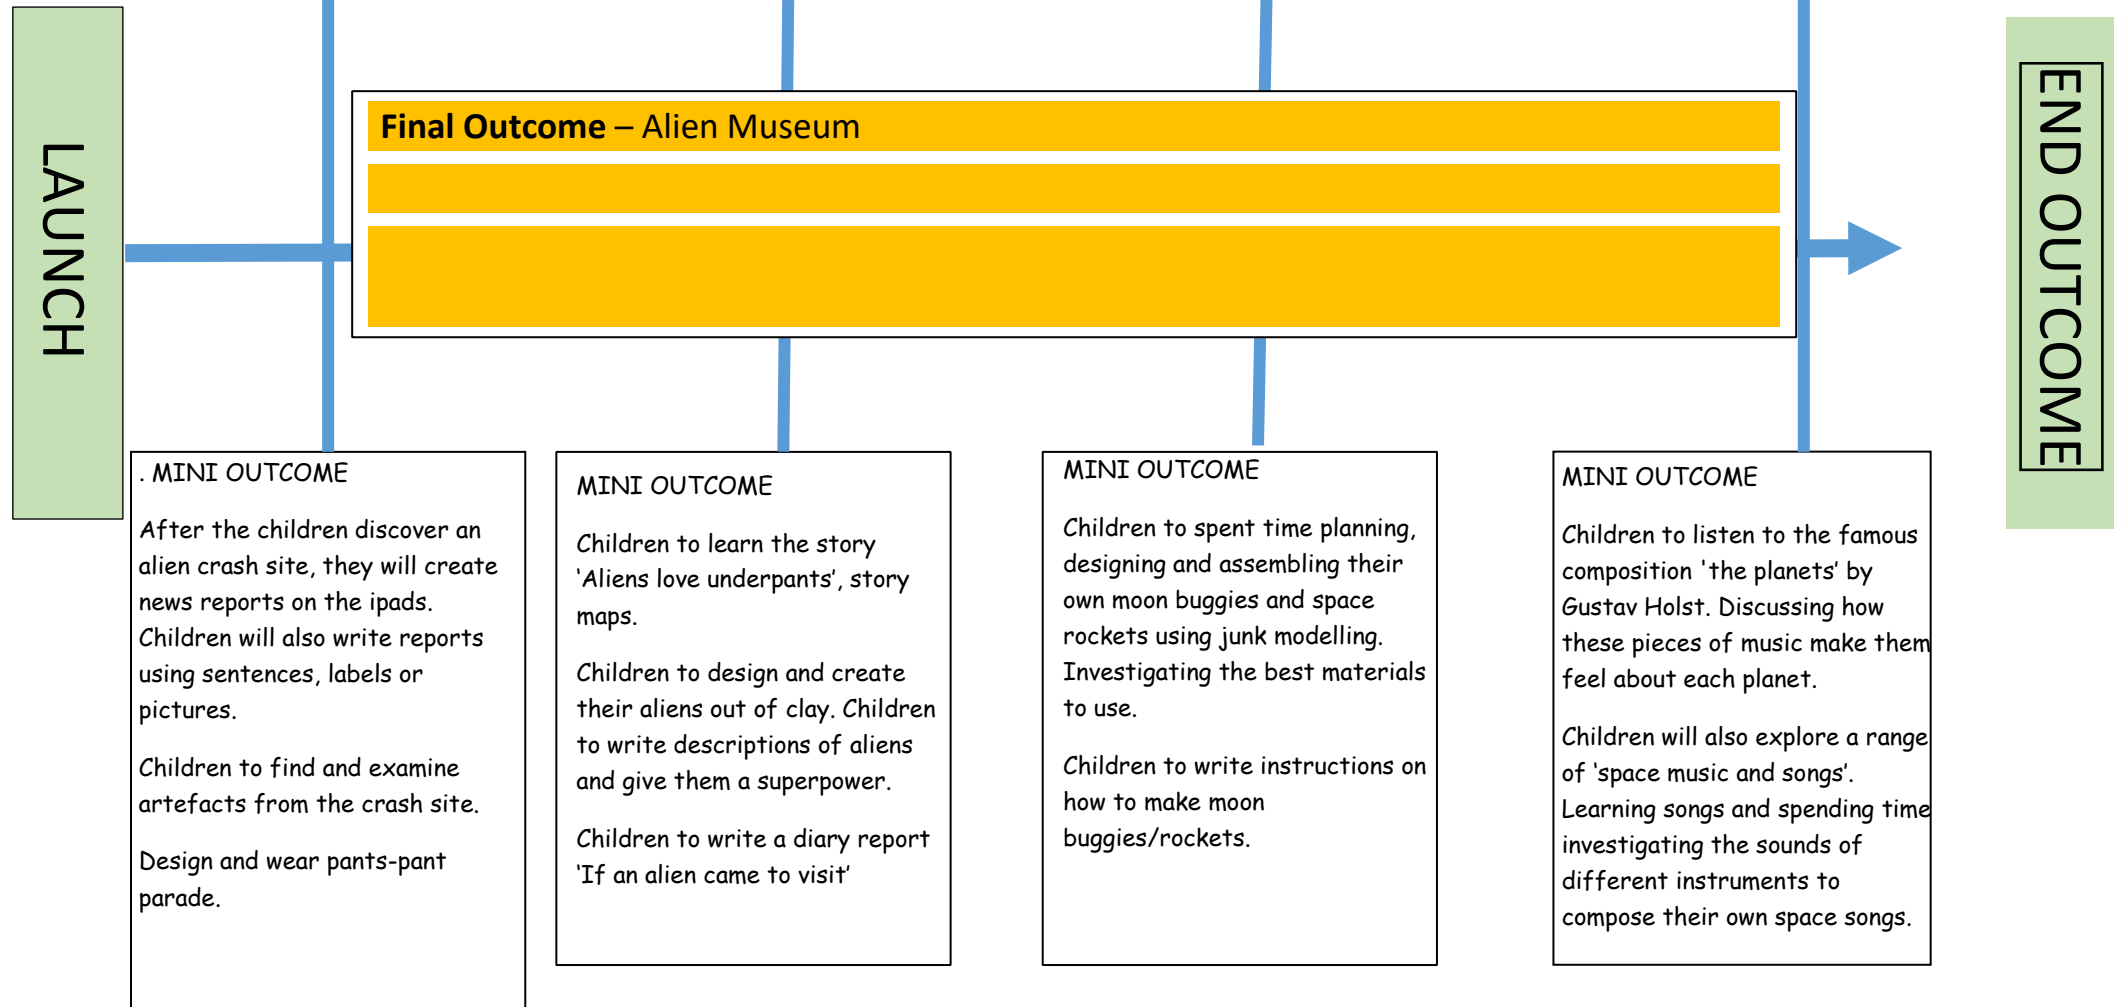 LAUNCH
Final Outcome – Alien Museum
END OUTCOME
. MINI OUTCOME
After the children discover an
alien crash site, they will create
news reports on the ipads.
Children will also write reports
using sentences, labels or
pictures.
Children to find and examine
artefacts from the crash site.
Design and wear pants-pant
parade.
MINI OUTCOME
Children to learn the story
‘Aliens love underpants’, story
maps.
Children to design and create
their aliens out of clay. Children
to write descriptions of aliens
and give them a superpower.
Children to write a diary report
‘If an alien came to visit’
MINI OUTCOME
Children to spent time planning,
designing and assembling their
own moon buggies and space
rockets using junk modelling.
Investigating the best materials
to use.
Children to write instructions on
how to make moon
buggies/rockets.
MINI OUTCOME
Children to listen to the famous
composition 'the planets’ by
Gustav Holst. Discussing how
these pieces of music make them
feel about each planet.
Children will also explore a range
of ‘space music and songs’.
Learning songs and spending time
investigating the sounds of
different instruments to
compose their own space songs.